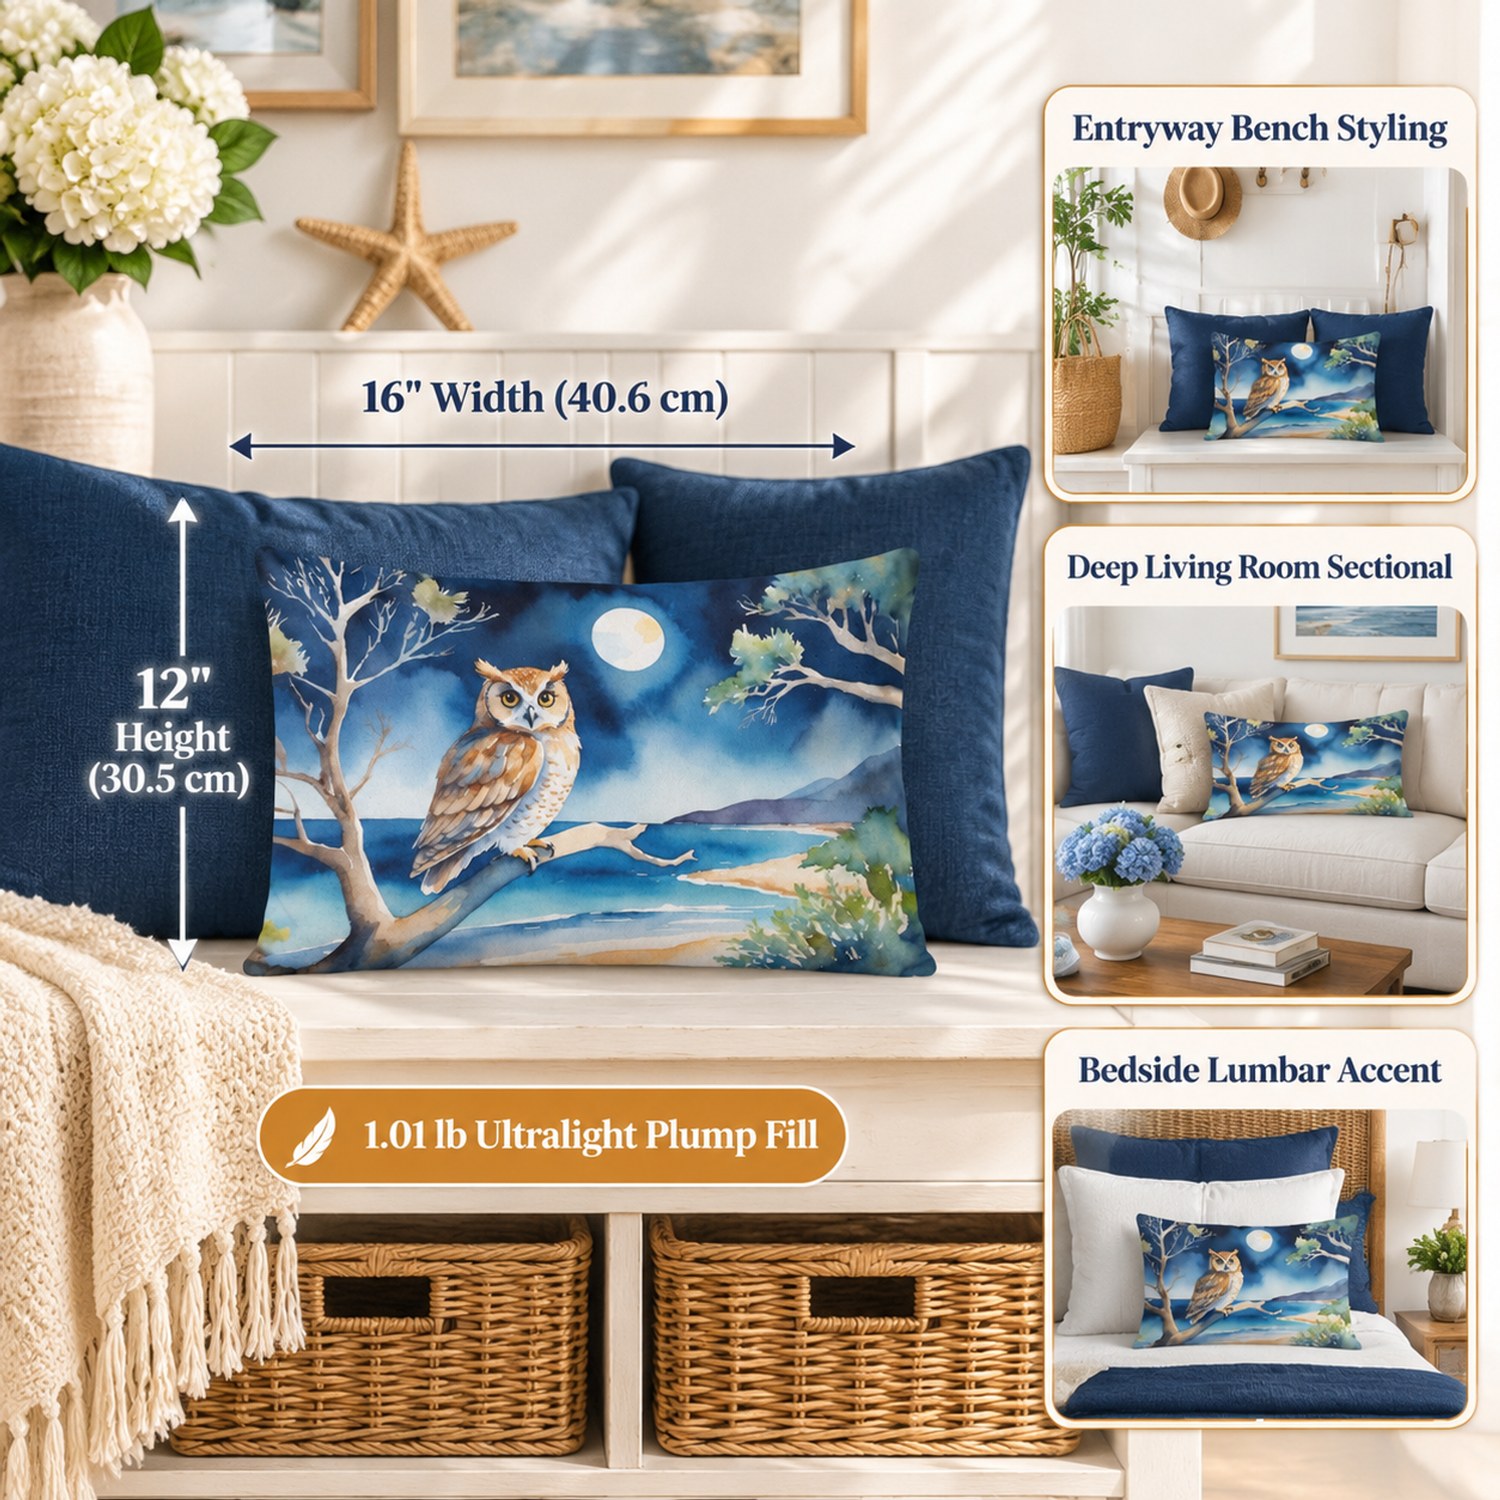 Entryway Bench Styling
16" Width (40.6 cm)
Deep Living Room Sectional
12"
Height
(30.5 cm)
Bedside Lumbar Accent
1.01 lb Ultralight Plump Fill